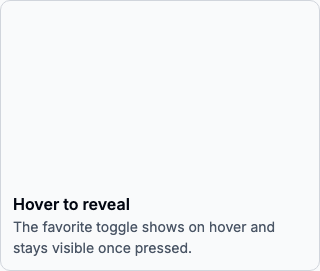 Hover to reveal
The favorite toggle shows on hover and
stays visible once pressed.